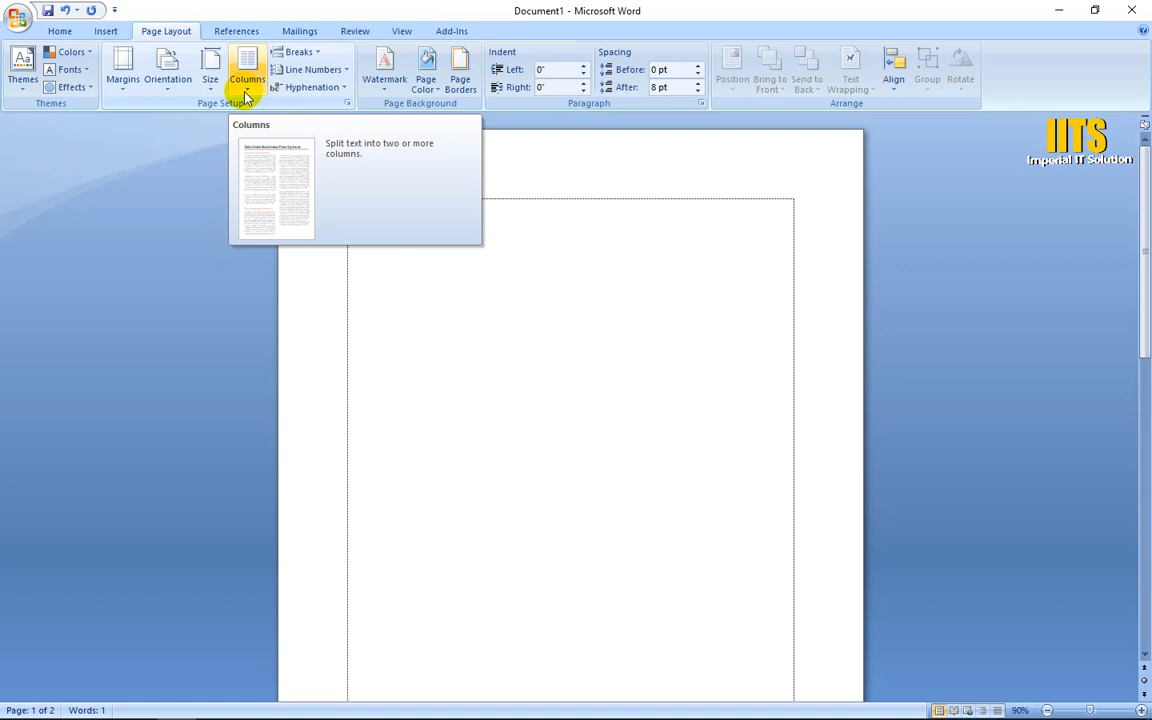 Document1 - Microsoft Word
Home Insert Page Layout References Mailings Review View Add-Ins
Colors Breaks Indent Spacing
Fonts Line Numbers Left: 0" Before: 0 pt
Themes Margins Orientation Size Columns Watermark Page Page Position Bring to Send to Text Align Group Rotate
Effects Hyphenation Color Borders Right: 0" After: 8 pt Front Back Wrapping
Themes Page Setup Page Background Paragraph Arrange
Columns
Split text into two or more
columns.
IITS
Imperial IT Solution
Page: 1 of 2 Words: 1 90%